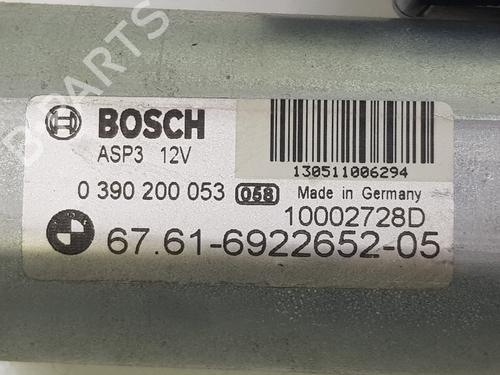 BOSCH
ASP3 12V
130511006294
0 390 200 053 058 Made in Germany
10002728D
67.61-6922652-05